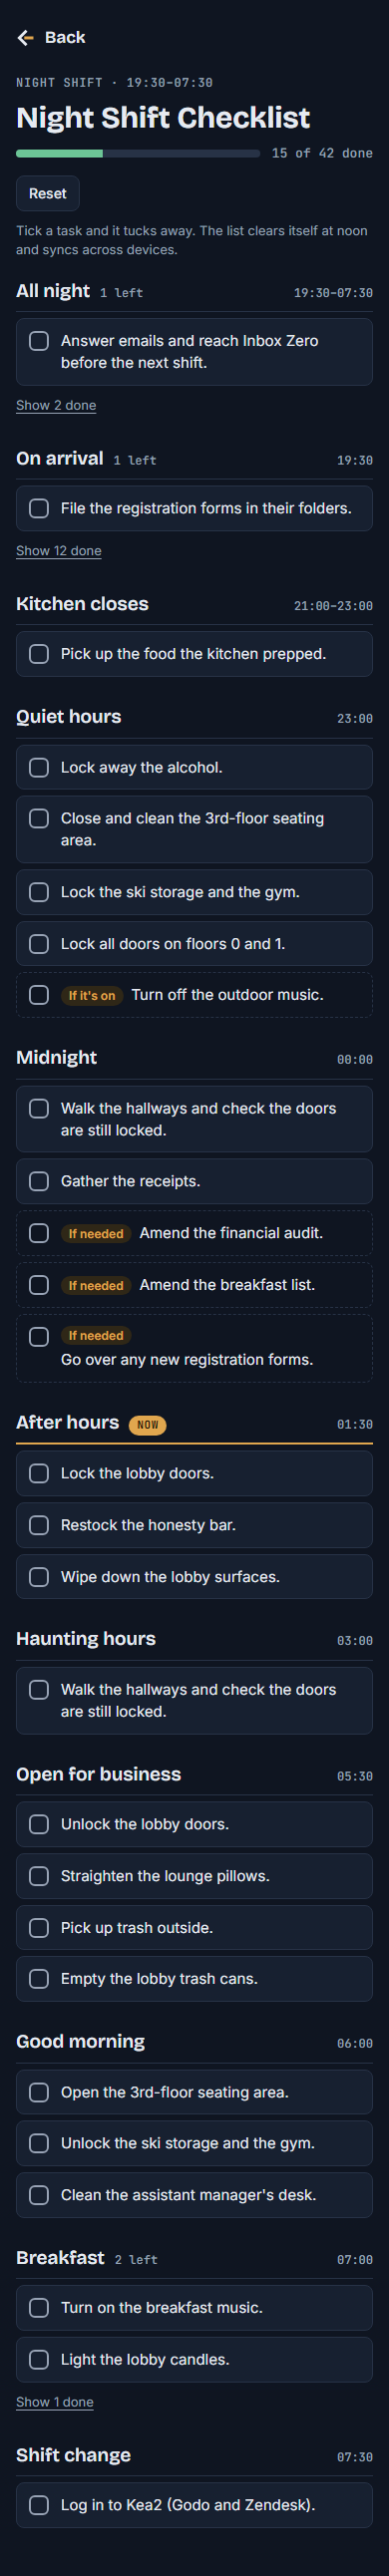 Back
NIGHT SHIFT · 19:30–07:30
Night Shift Checklist
15 of 42 done
Reset
Tick a task and it tucks away. The list clears itself at noon
and syncs across devices.
All night 1 left 19:30–07:30
Answer emails and reach Inbox Zero
before the next shift.
Show 2 done
On arrival 1 left 19:30
File the registration forms in their folders.
Show 12 done
Kitchen closes 21:00–23:00
Pick up the food the kitchen prepped.
Quiet hours 23:00
Lock away the alcohol.
Close and clean the 3rd-floor seating
area.
Lock the ski storage and the gym.
Lock all doors on floors 0 and 1.
If it's on Turn off the outdoor music.
Midnight 00:00
Walk the hallways and check the doors
are still locked.
Gather the receipts.
If needed Amend the financial audit.
If needed Amend the breakfast list.
If needed
Go over any new registration forms.
After hours NOW 01:30
Lock the lobby doors.
Restock the honesty bar.
Wipe down the lobby surfaces.
Haunting hours 03:00
Walk the hallways and check the doors
are still locked.
Open for business 05:30
Unlock the lobby doors.
Straighten the lounge pillows.
Pick up trash outside.
Empty the lobby trash cans.
Good morning 06:00
Open the 3rd-floor seating area.
Unlock the ski storage and the gym.
Clean the assistant manager's desk.
Breakfast 2 left 07:00
Turn on the breakfast music.
Light the lobby candles.
Show 1 done
Shift change 07:30
Log in to Kea2 (Godo and Zendesk).